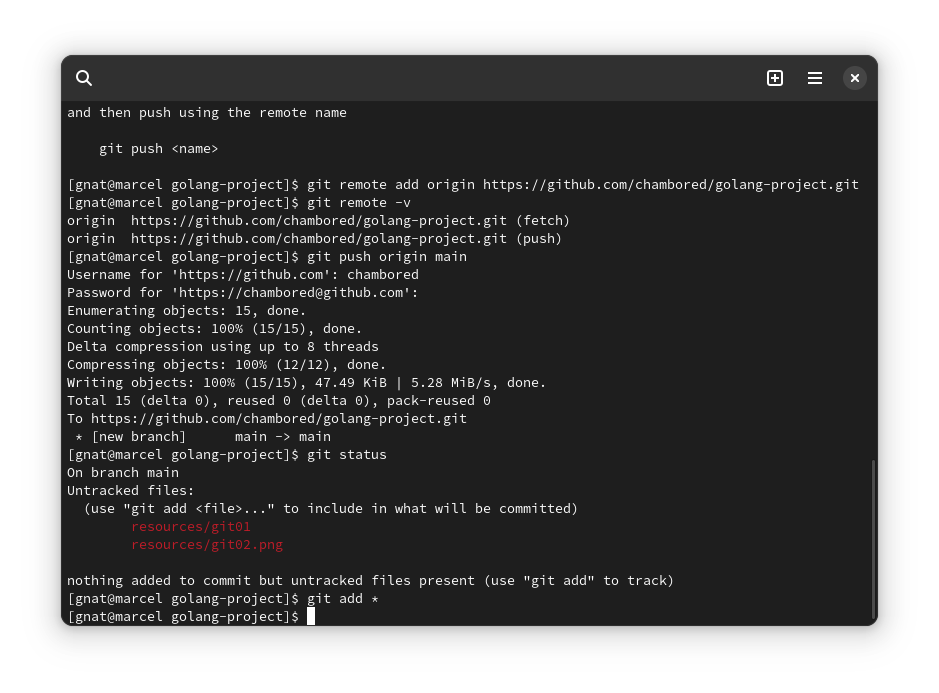 and then push using the remote name
git push <name>
[gnat@marcel golang-project]$ git remote add origin https://github.com/chambored/golang-project.git
[gnat@marcel golang-project]$ git remote -v
origin  https://github.com/chambored/golang-project.git (fetch)
origin  https://github.com/chambored/golang-project.git (push)
[gnat@marcel golang-project]$ git push origin main
Username for 'https://github.com': chambored
Password for 'https://chambored@github.com':
Enumerating objects: 15, done.
Counting objects: 100% (15/15), done.
Delta compression using up to 8 threads
Compressing objects: 100% (12/12), done.
Writing objects: 100% (15/15), 47.49 KiB | 5.28 MiB/s, done.
Total 15 (delta 0), reused 0 (delta 0), pack-reused 0
To https://github.com/chambored/golang-project.git
 * [new branch]      main -> main
[gnat@marcel golang-project]$ git status
On branch main
Untracked files:
  (use "git add <file>..." to include in what will be committed)
        resources/git01
        resources/git02.png
nothing added to commit but untracked files present (use "git add" to track)
[gnat@marcel golang-project]$ git add *
[gnat@marcel golang-project]$